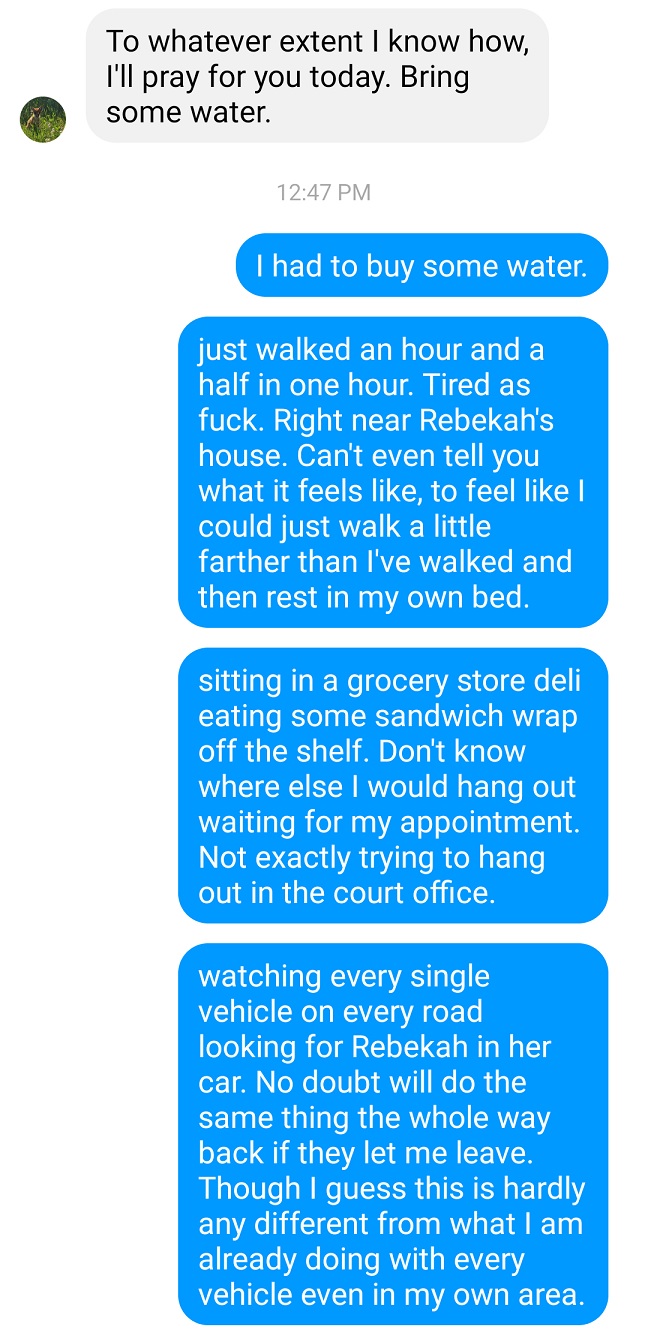 To whatever extent I know how,
I'll pray for you today. Bring
some water.
12:47 PM
I had to buy some water.
just walked an hour and a
half in one hour. Tired as
fuck. Right near Rebekah's
house. Can't even tell you
what it feels like, to feel like I
could just walk a little
farther than I've walked and
then rest in my own bed.
sitting in a grocery store deli
eating some sandwich wrap
off the shelf. Don't know
where else I would hang out
waiting for my appointment.
Not exactly trying to hang
out in the court office.
watching every single
vehicle on every road
looking for Rebekah in her
car. No doubt will do the
same thing the whole way
back if they let me leave.
Though I guess this is hardly
any different from what I am
already doing with every
vehicle even in my own area.